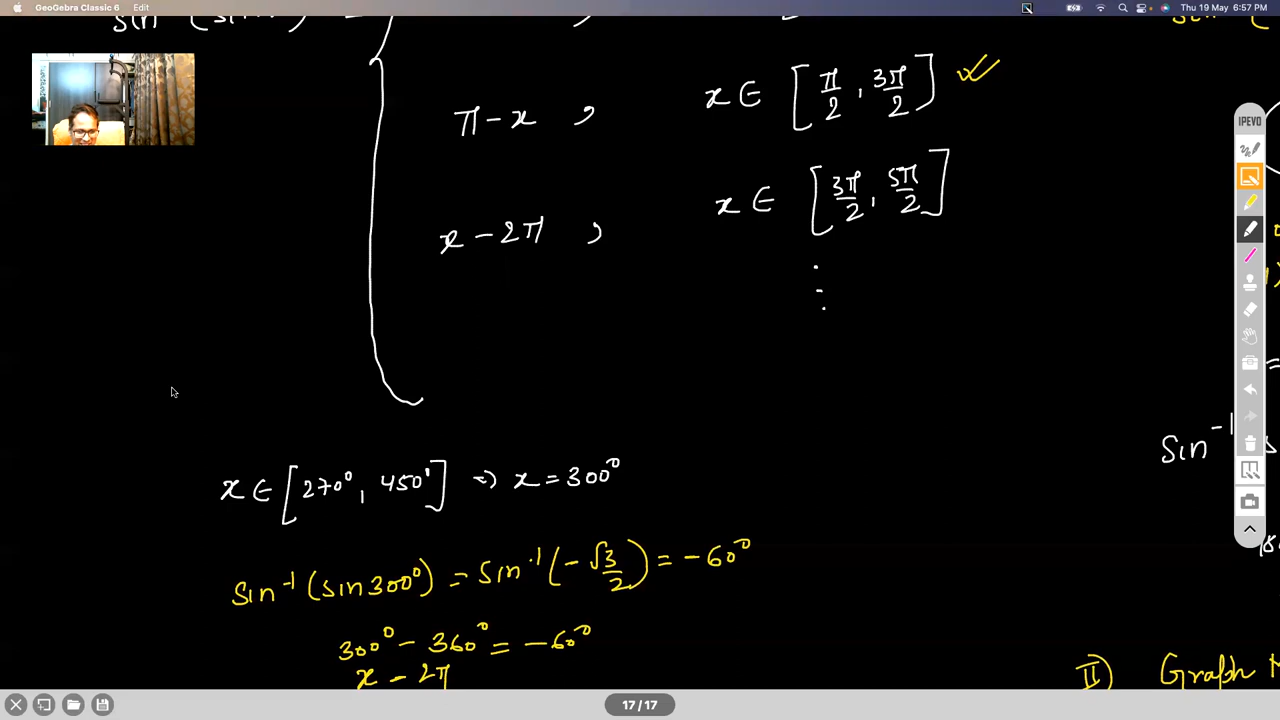 GeoGebra Classic 6 Edit Thu 19 May 6:57 PM
π - x , x ∈ [π/2, 3π/2]
IPEVO
x - 2π , x ∈ [3π/2, 5π/2]
Sin⁻¹
x ∈ [270°, 450°] ⇒ x = 300°
Sin⁻¹(sin300°) = Sin⁻¹(-√3/2) = -60°
300° - 360° = -60°
x - 2π
II) Graph
17 / 17